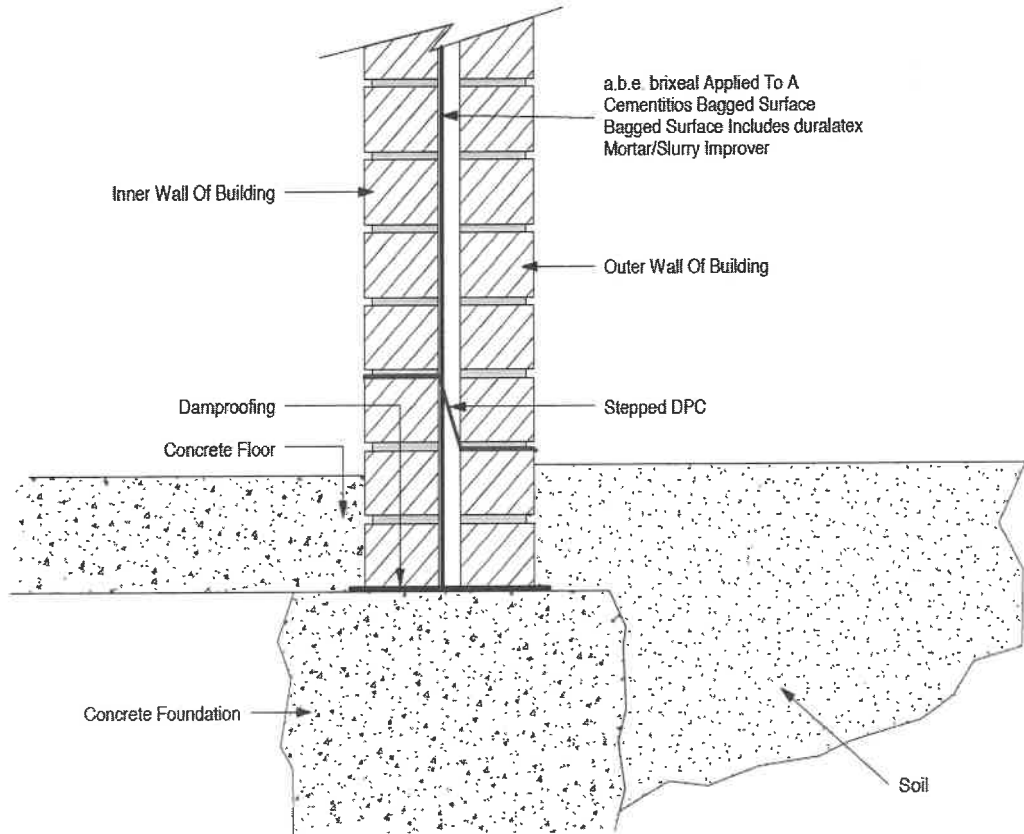 a.b.e. brixeal Applied To A
Cementitios Bagged Surface
Bagged Surface Includes duralatex
Mortar/Slurry Improver
Inner Wall Of Building
Outer Wall Of Building
Damproofing
Stepped DPC
Concrete Floor
Concrete Foundation
Soil